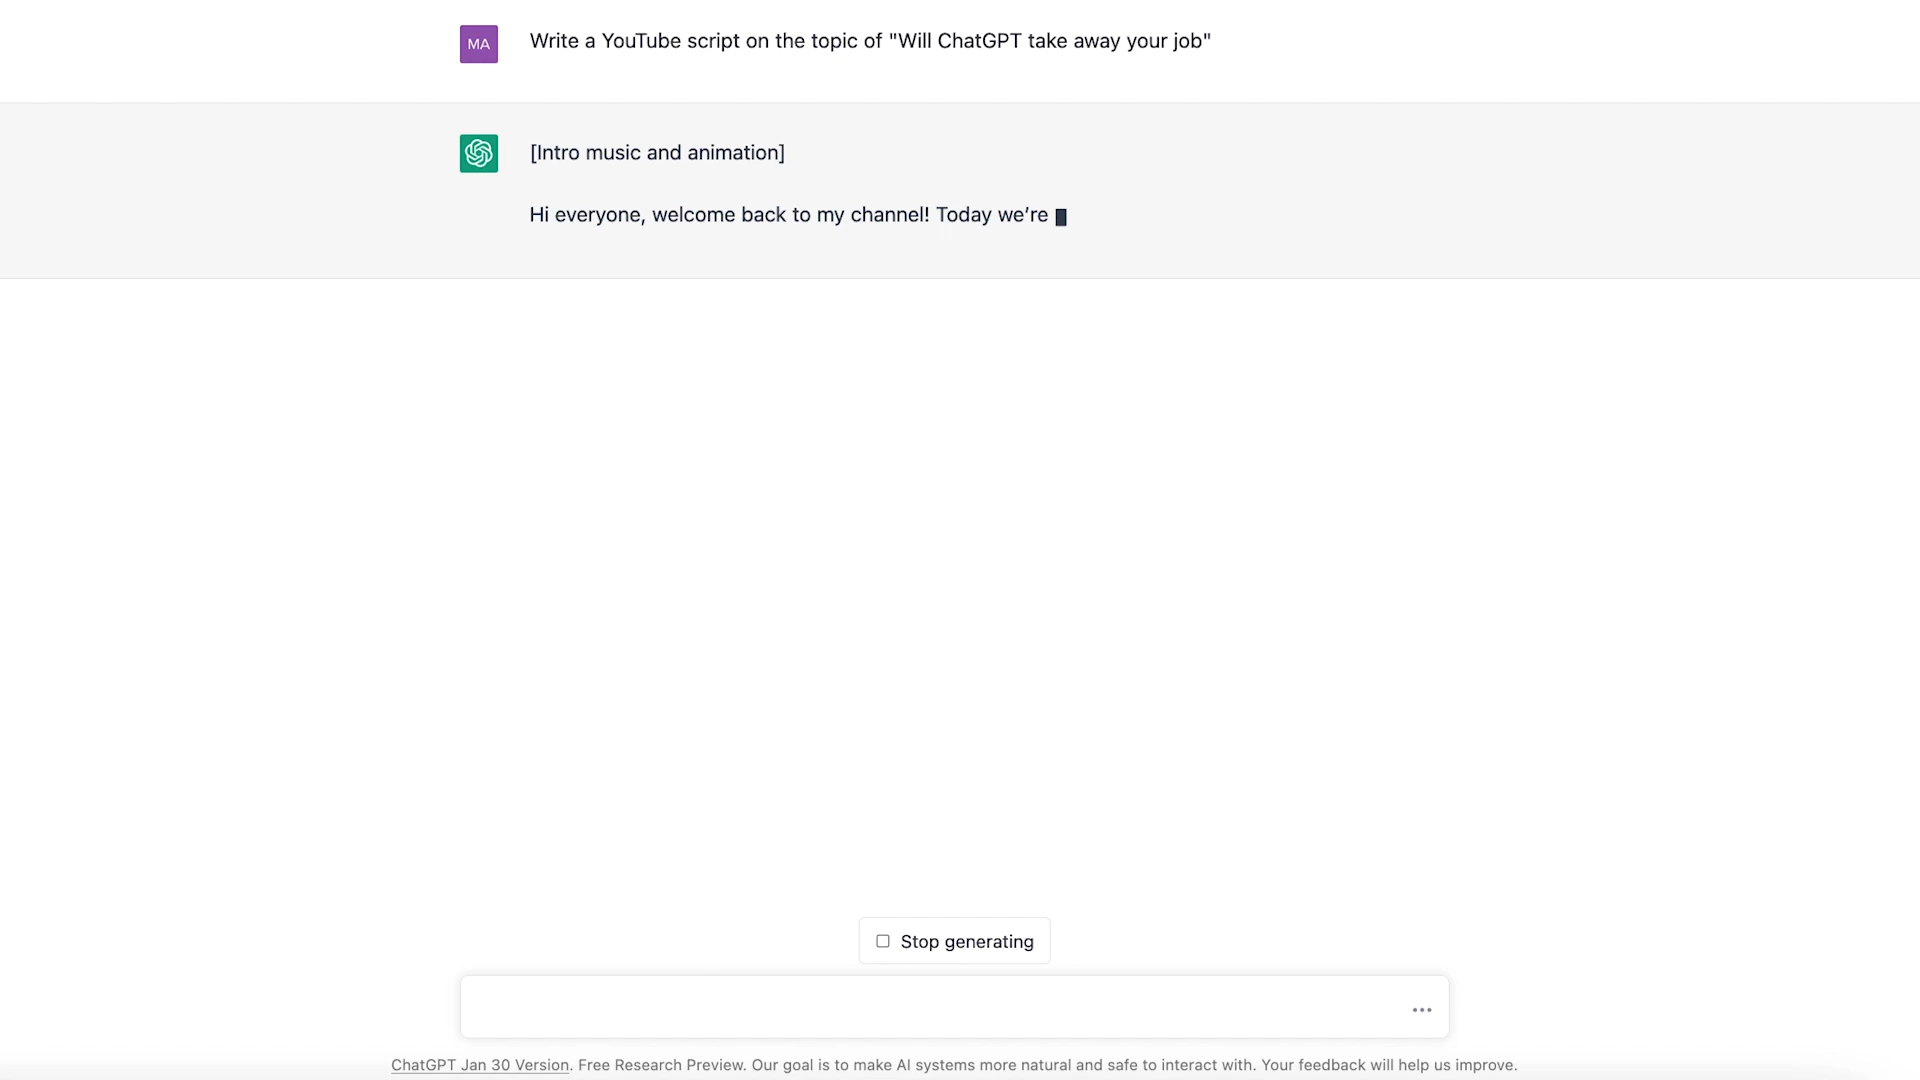 MA
Write a YouTube script on the topic of "Will ChatGPT take away your job"
[Intro music and animation]
Hi everyone, welcome back to my channel! Today we’re
Stop generating
ChatGPT Jan 30 Version. Free Research Preview. Our goal is to make AI systems more natural and safe to interact with. Your feedback will help us improve.